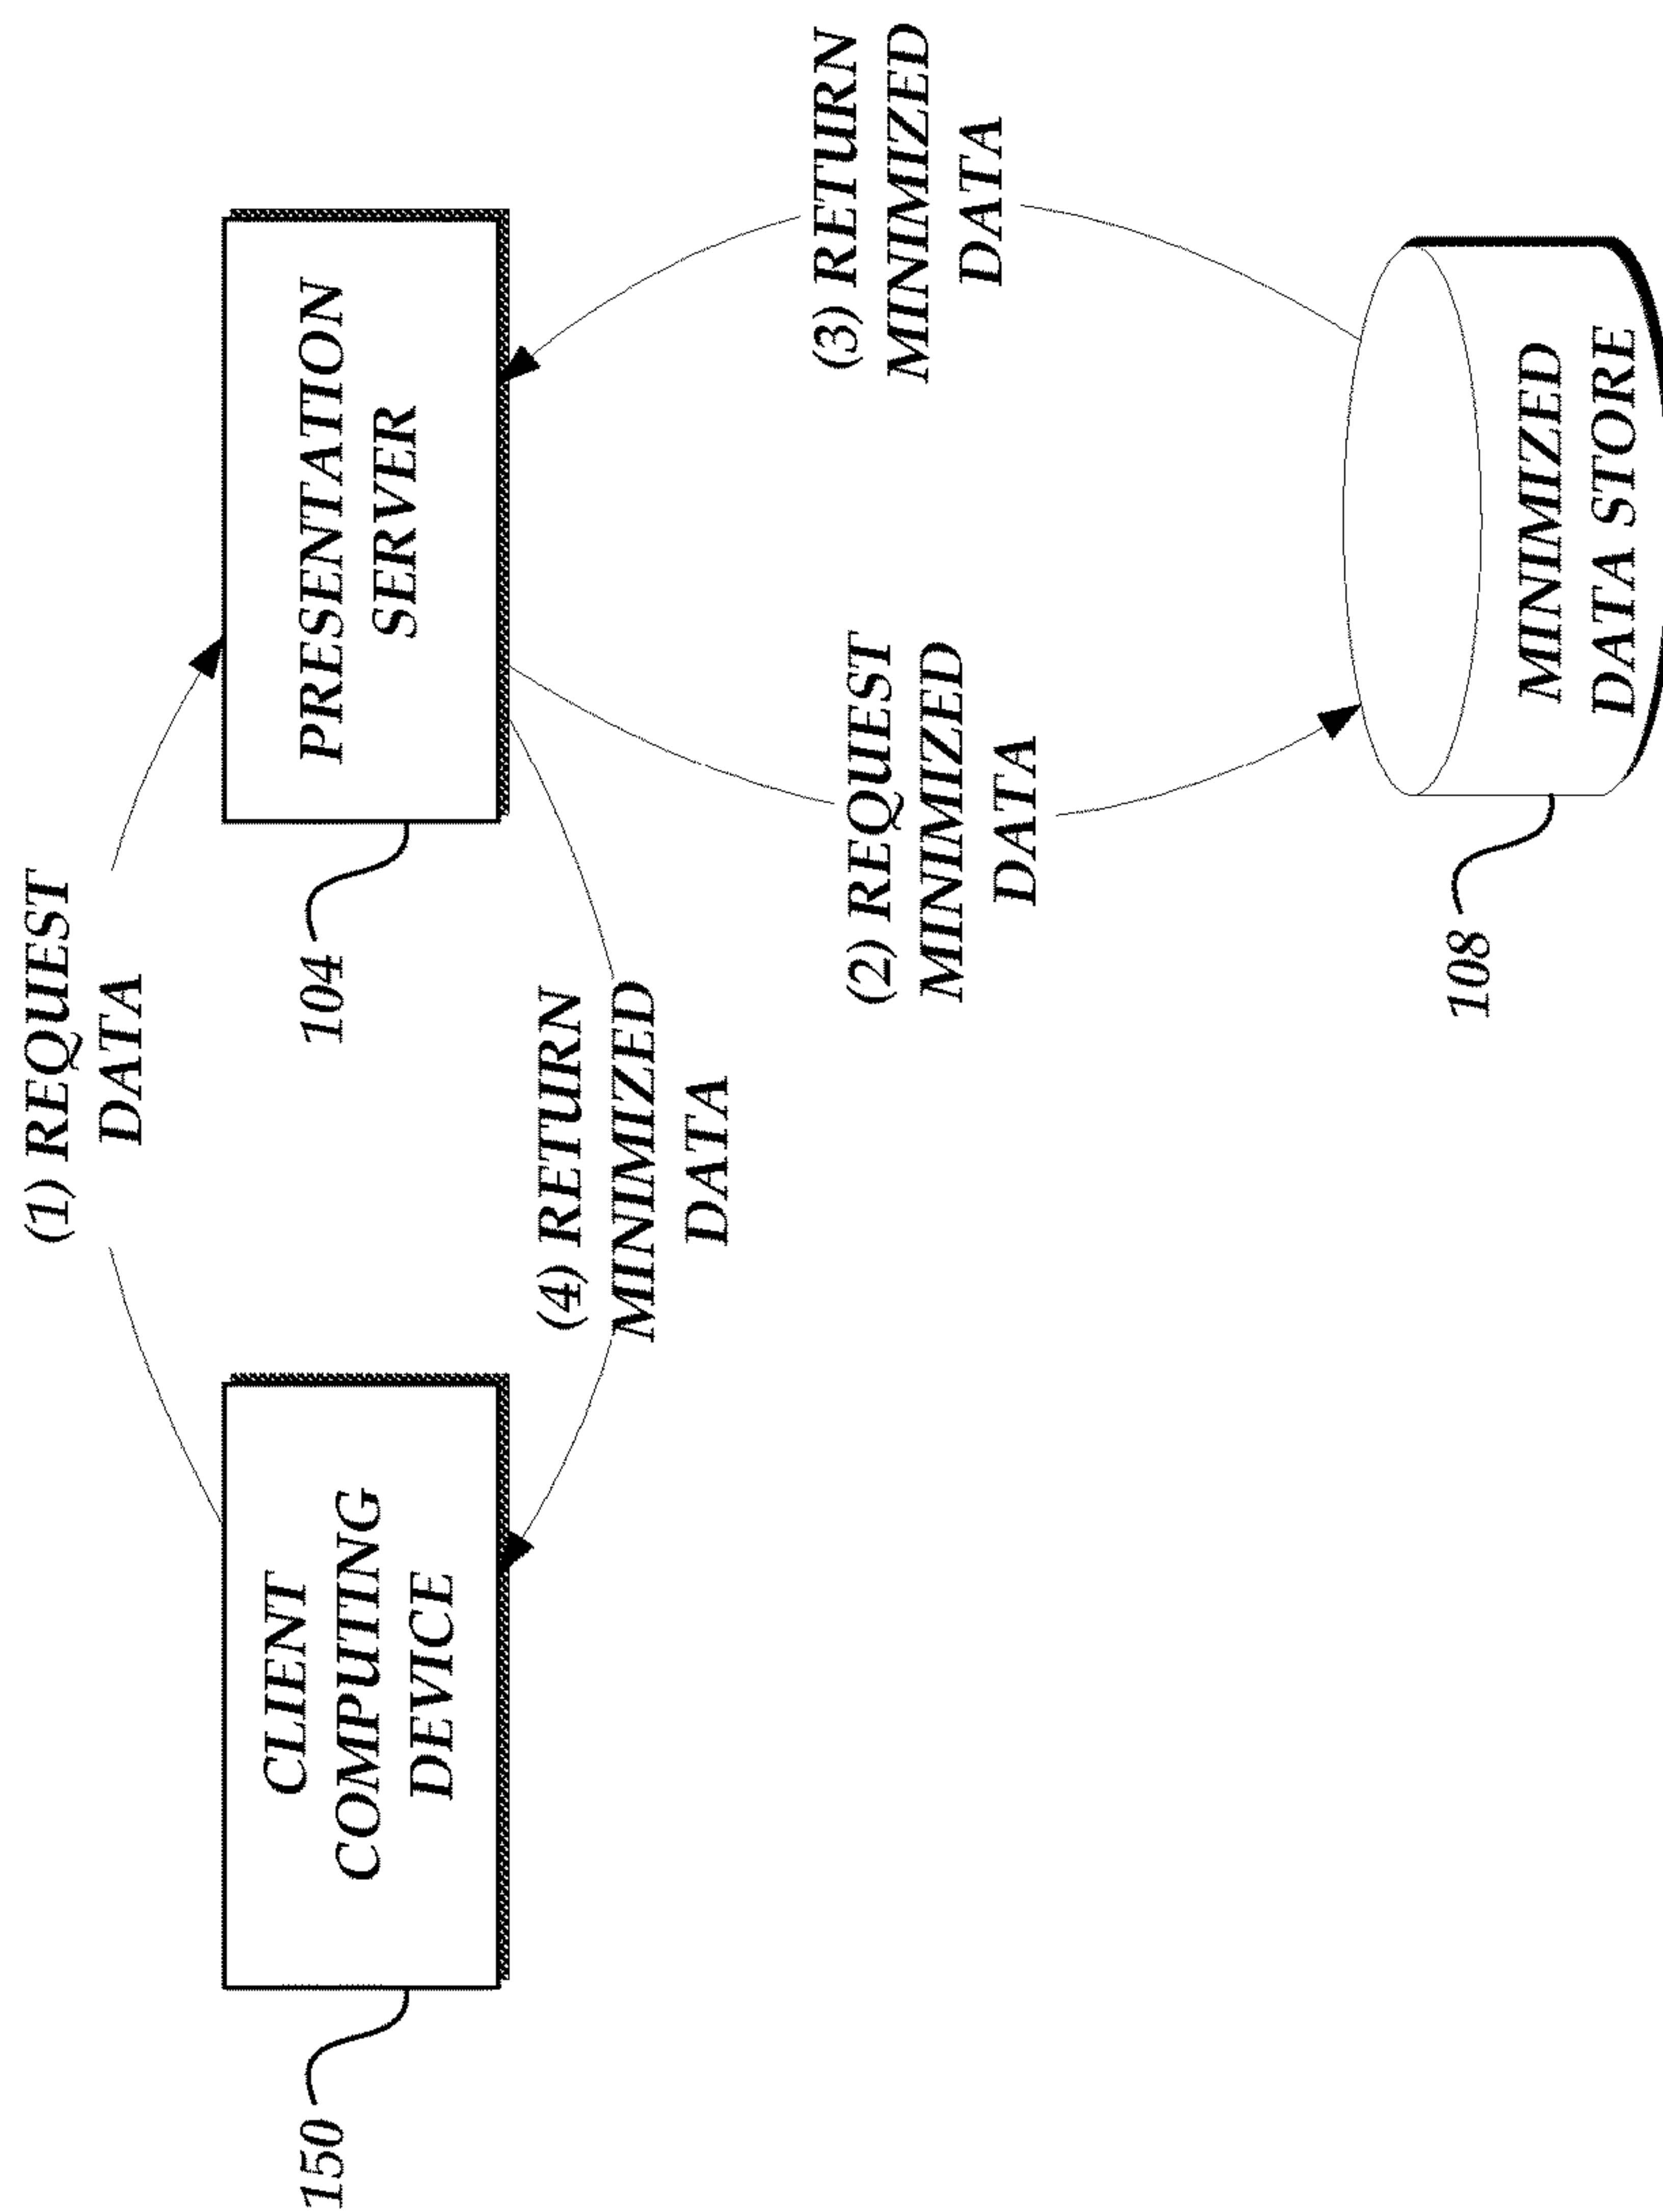 (1) REQUEST
DATA
CLIENT
COMPUTING
DEVICE
150
PRESENTATION
SERVER
104
(4) RETURN
MINIMIZED
DATA
(2) REQUEST
MINIMIZED
DATA
(3) RETURN
MINIMIZED
DATA
MINIMIZED
DATA STORE
108